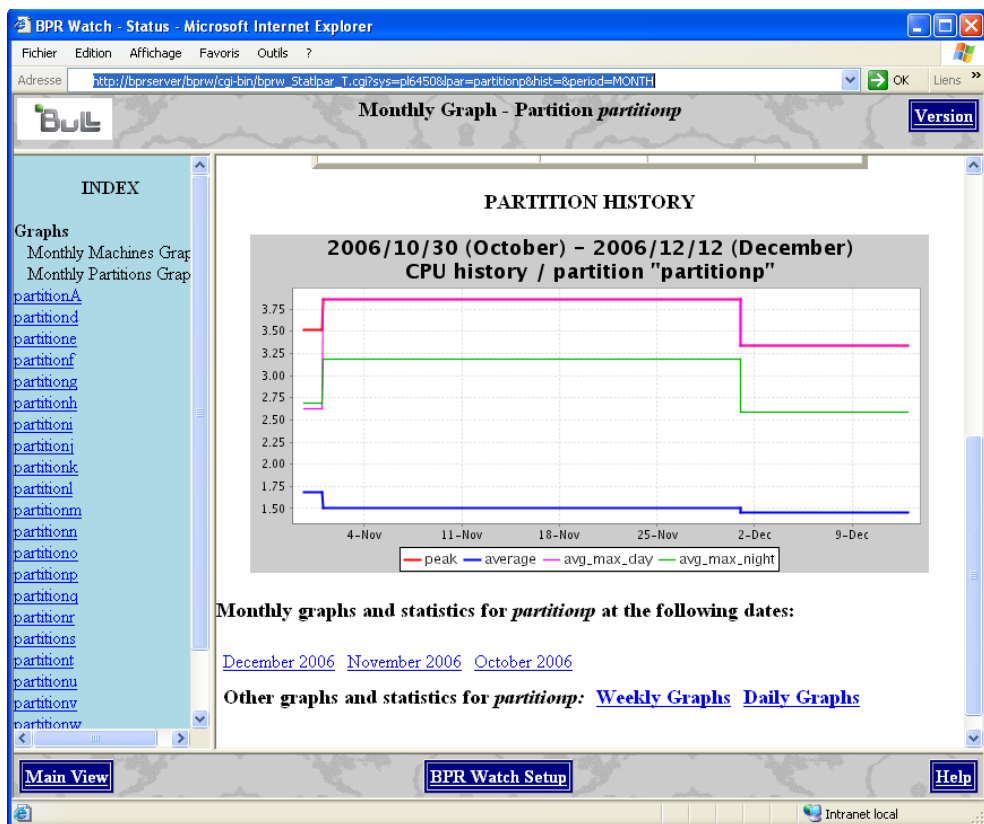 BPR Watch - Status - Microsoft Internet Explorer
Fichier Edition Affichage Favoris Outils ?
Adresse http://bprserver/bprw/cgi-bin/bprw_Statlpar_T.cgi?sys=pl6450&lpar=partitionp&hist=&period=MONTH OK Liens »
Bull
Monthly Graph - Partition partitionp
Version
INDEX
Graphs
Monthly Machines Grap
Monthly Partitions Grap
partitionA
partitiond
partitione
partitionf
partitiong
partitionh
partitioni
partitionj
partitionk
partitionl
partitionm
partitionn
partitiono
partitionp
partitionq
partitionr
partitions
partitiont
partitionu
partitionv
partitionw
PARTITION HISTORY
2006/10/30 (October) - 2006/12/12 (December)
CPU history / partition "partitionp"
3.75
3.50
3.25
3.00
2.75
2.50
2.25
2.00
1.75
1.50
4-Nov 11-Nov 18-Nov 25-Nov 2-Dec 9-Dec
peak average avg_max_day avg_max_night
Monthly graphs and statistics for partitionp at the following dates:
December 2006 November 2006 October 2006
Other graphs and statistics for partitionp: Weekly Graphs Daily Graphs
Main View BPR Watch Setup Help
Intranet local